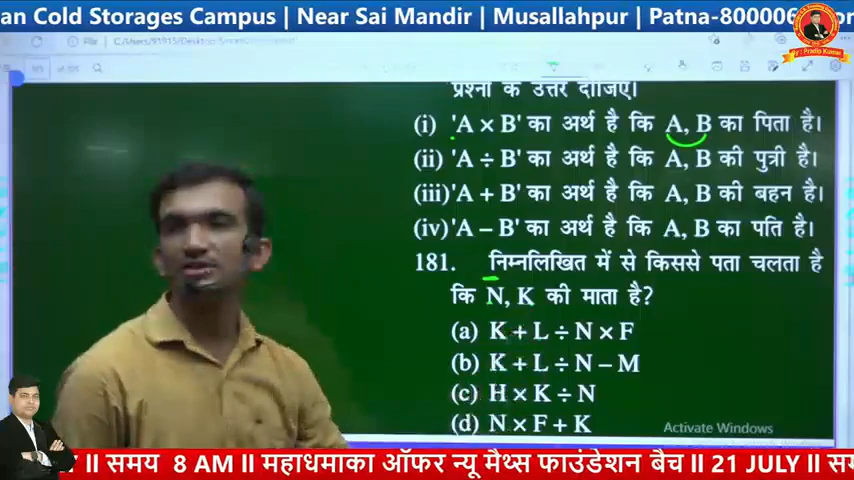 an Cold Storages Campus | Near Sai Mandir | Musallahpur | Patna-800006
प्रश्नों के उत्तर दीजिए।
(i) 'A × B' का अर्थ है कि A, B का पिता है।
(ii) 'A ÷ B' का अर्थ है कि A, B की पुत्री है।
(iii) 'A + B' का अर्थ है कि A, B की बहन है।
(iv) 'A − B' का अर्थ है कि A, B का पति है।
181. निम्नलिखित में से किससे पता चलता है
कि N, K की माता है?
(a) K + L ÷ N × F
(b) K + L ÷ N − M
(c) H × K ÷ N
(d) N × F + K
Activate Windows
II समय 8 AM II महाधमाका ऑफर न्यू मैथ्स फाउंडेशन बैच II 21 JULY II सम